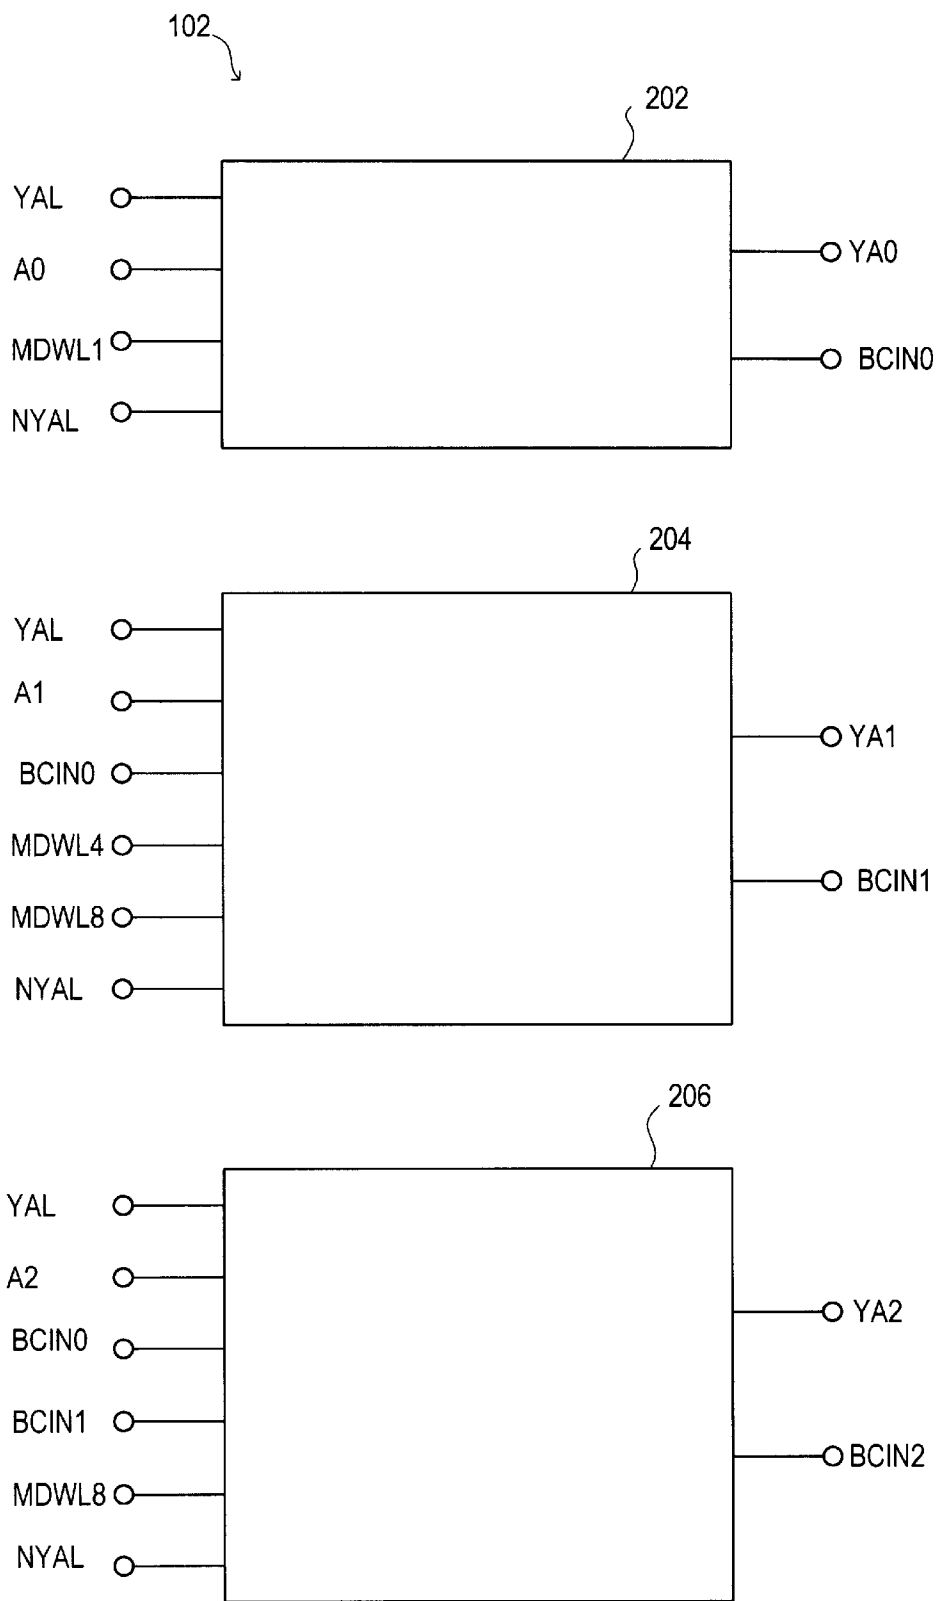 102
202
YAL
A0
MDWL1
NYAL
YA0
BCIN0
204
YAL
A1
BCIN0
MDWL4
MDWL8
NYAL
YA1
BCIN1
206
YAL
A2
BCIN0
BCIN1
MDWL8
NYAL
YA2
BCIN2